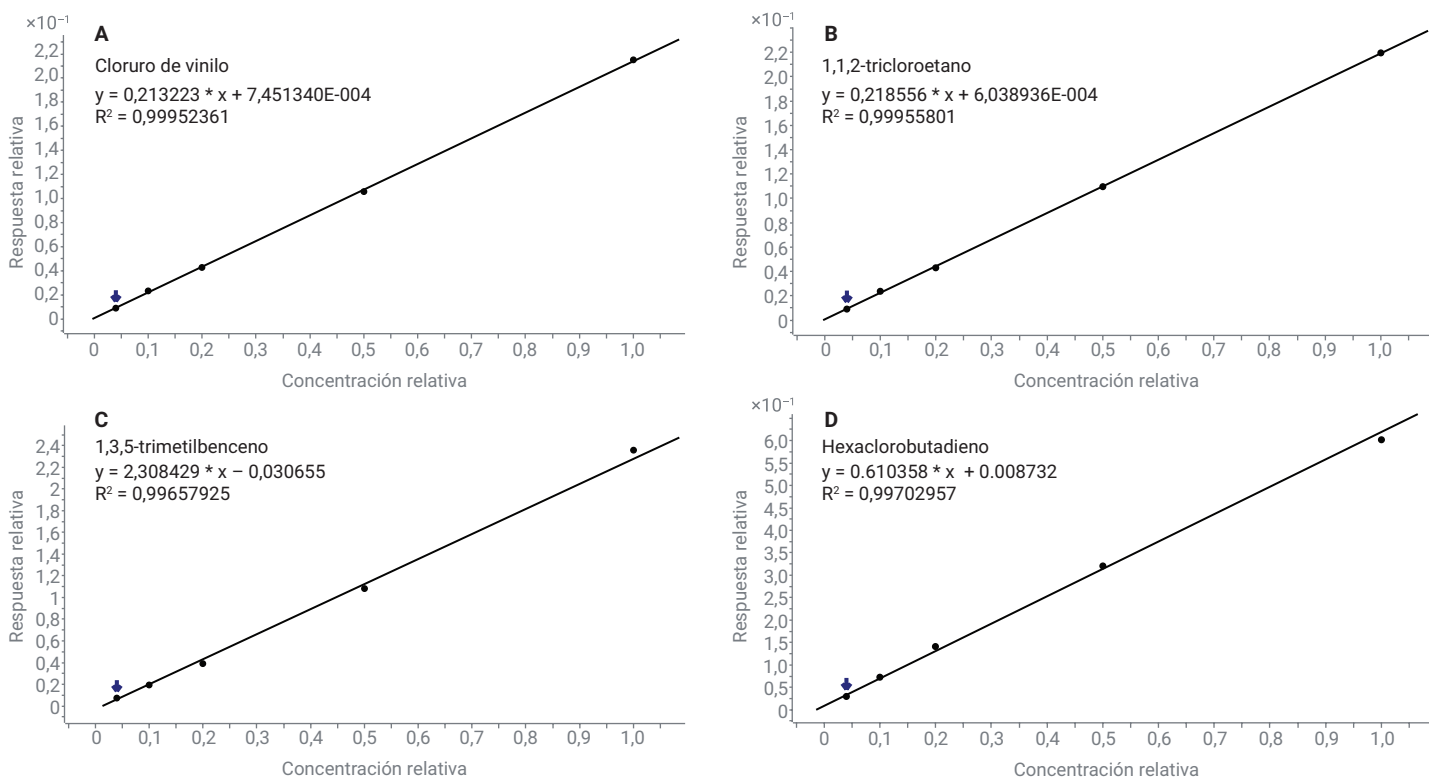 ×10⁻¹
A
Cloruro de vinilo
y = 0,213223 * x + 7,451340E-004
R² = 0,99952361
Respuesta relativa
2,2
2,0
1,8
1,6
1,4
1,2
1,0
0,8
0,6
0,4
0,2
0
0 0,1 0,2 0,3 0,4 0,5 0,6 0,7 0,8 0,9 1,0
Concentración relativa
×10⁻¹
B
1,1,2-tricloroetano
y = 0,218556 * x + 6,038936E-004
R² = 0,99955801
Respuesta relativa
2,2
2,0
1,8
1,6
1,4
1,2
1,0
0,8
0,6
0,4
0,2
0
0 0,1 0,2 0,3 0,4 0,5 0,6 0,7 0,8 0,9 1,0
Concentración relativa
C
1,3,5-trimetilbenceno
y = 2,308429 * x – 0,030655
R² = 0,99657925
Respuesta relativa
2,4
2,2
2
1,8
1,6
1,4
1,2
1
0,8
0,6
0,4
0,2
0
0 0,1 0,2 0,3 0,4 0,5 0,6 0,7 0,8 0,9 1,0
Concentración relativa
×10⁻¹
D
Hexaclorobutadieno
y = 0.610358 * x + 0.008732
R² = 0,99702957
Respuesta relativa
6,0
5,5
5,0
4,5
4,0
3,5
3,0
2,5
2,0
1,5
1,0
0,5
0
0 0,1 0,2 0,3 0,4 0,5 0,6 0,7 0,8 0,9 1,0
Concentración relativa